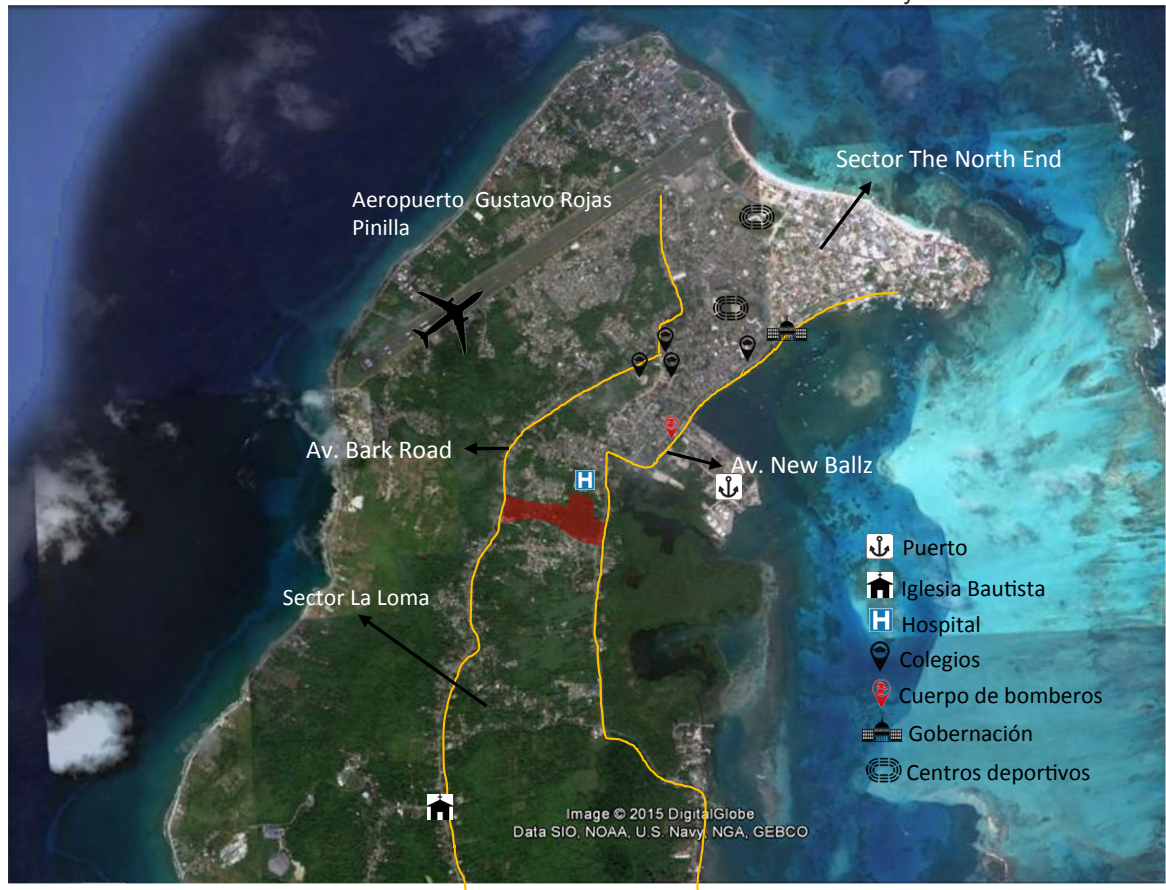 y
Sector The North End
Aeropuerto Gustavo Rojas
Pinilla
Av. Bark Road
Av. New Ballz
H
Puerto
Iglesia Bautista
Sector La Loma
H Hospital
Colegios
Cuerpo de bomberos
Gobernación
Centros deportivos
Image © 2015 DigitalGlobe
Data SIO, NOAA, U.S. Navy, NGA, GEBCO